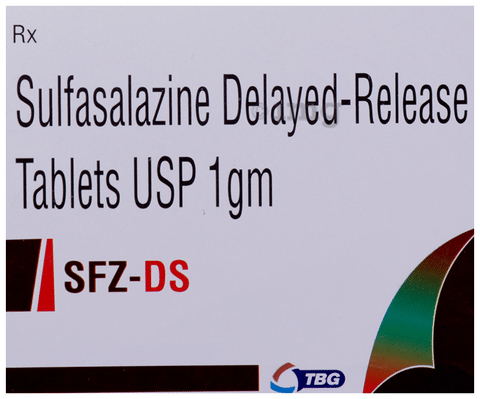 Rx
Sulfasalazine Delayed-Release
Tablets USP 1gm
SFZ-DS
TBG